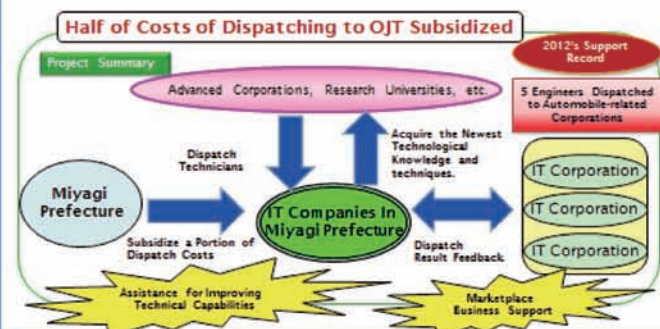 Half of Costs of Dispatching to OJT Subsidized
2012's Support
Record
Project Summary
Advanced Corporations, Research Universities, etc.
5 Engineers Dispatched
to Automobile-related
Corporations
Dispatch
Technicians
Acquire the Newest
Technological
Knowledge and
techniques.
Miyagi
Prefecture
IT Companies In
Miyagi Prefecture
IT Corporation
IT Corporation
IT Corporation
Subsidize a Portion of
Dispatch Costs
Dispatch
Result Feedback
Assistance for Improving
Technical Capabilities
Marketplace
Business Support